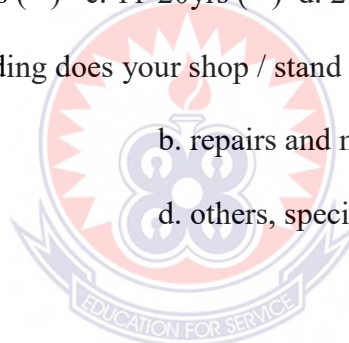 c. 11-20yrs ( ) d. 2
ding does your shop / stand
b. repairs and
d. others, speci
EDUCATION FOR SERVICE